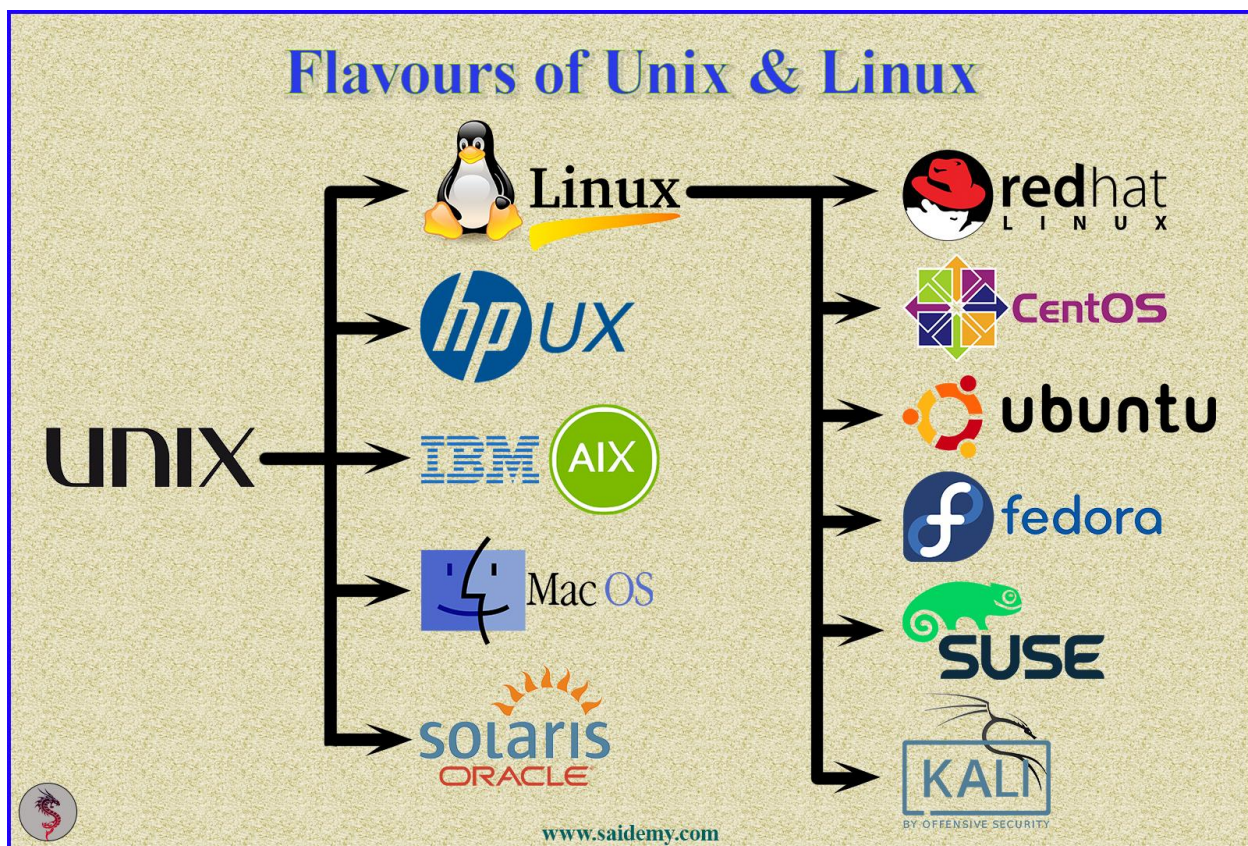 Flavours of Unix & Linux
UNIX
Linux
hp UX
IBM AIX
Mac OS
solaris
ORACLE
redhat
LINUX
CentOS
ubuntu
fedora
SUSE
KALI
BY OFFENSIVE SECURITY
www.saidemy.com